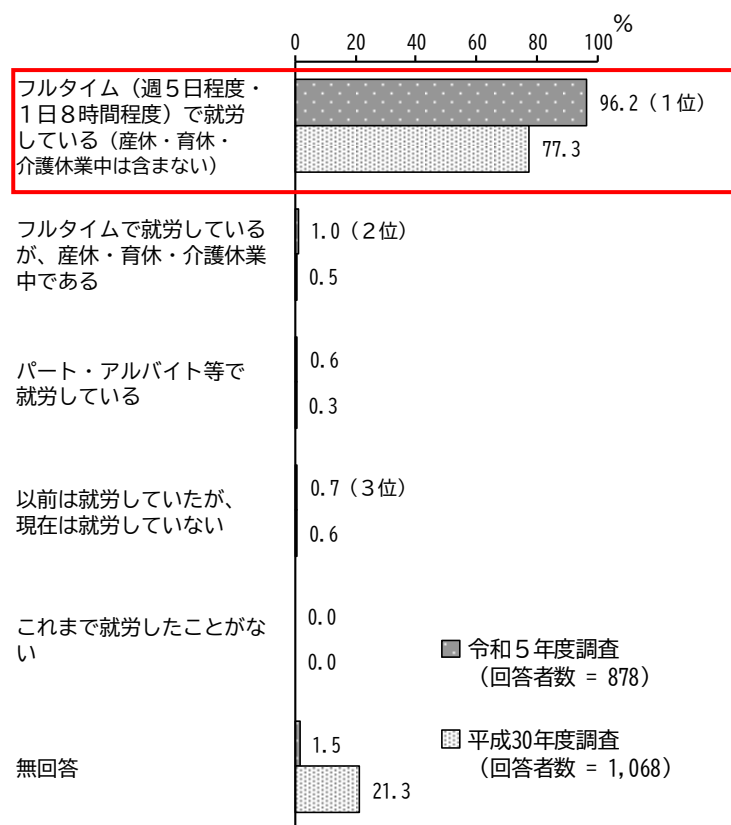 %
0 20 40 60 80 100
フルタイム（週５日程度・
１日８時間程度）で就労
している（産休・育休・
介護休業中は含まない）
96.2（１位）
77.3
フルタイムで就労している
が、産休・育休・介護休業
中である
1.0（２位）
0.5
パート・アルバイト等で
就労している
0.6
0.3
以前は就労していたが、
現在は就労していない
0.7（３位）
0.6
これまで就労したことがな
い
0.0
0.0
無回答
1.5
21.3
令和５年度調査
（回答者数 = 878）
平成30年度調査
（回答者数 = 1,068）